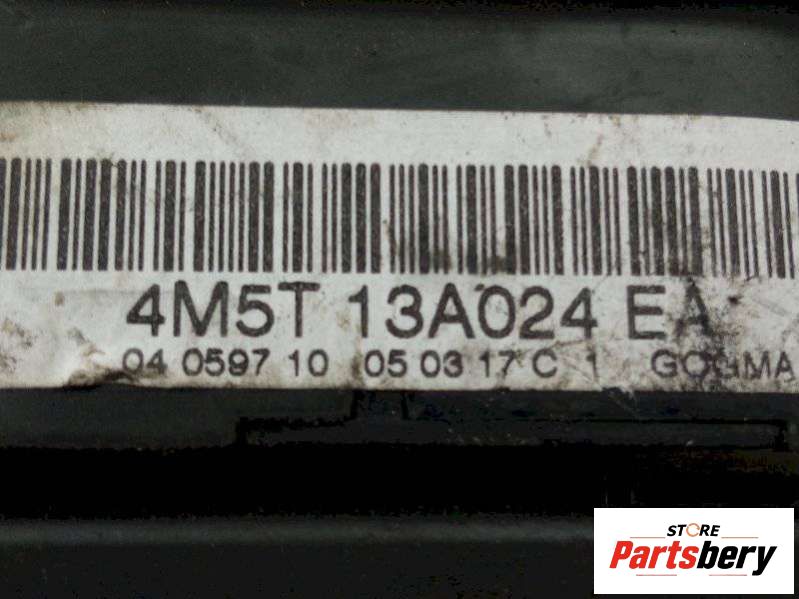 4M5T 13A024 EA
04 0597 10 05 03 17 C 1 GOGMA
STORE
Partsbery